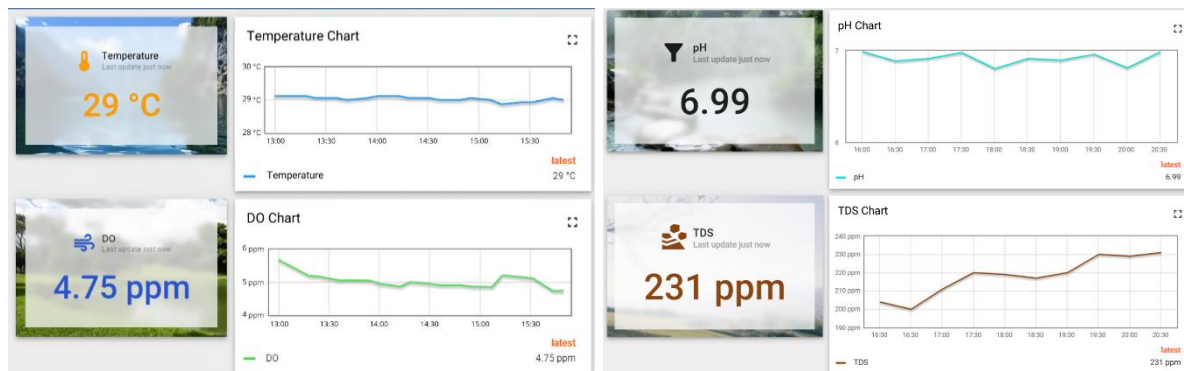 Temperature
Last update just now
29 °C
Temperature Chart
30 °C
29 °C
28 °C
13:00 13:30 14:00 14:30 15:00 15:30
latest
Temperature 29 °C
DO
Last update just now
4.75 ppm
DO Chart
6 ppm
5 ppm
4 ppm
13:00 13:30 14:00 14:30 15:00 15:30
latest
DO 4.75 ppm
pH
Last update just now
6.99
pH Chart
7
6
16:00 16:30 17:00 17:30 18:00 18:30 19:00 19:30 20:00 20:30
latest
pH 6.99
TDS
Last update just now
231 ppm
TDS Chart
240 ppm
230 ppm
220 ppm
210 ppm
200 ppm
190 ppm
16:00 16:30 17:00 17:30 18:00 18:30 19:00 19:30 20:00 20:30
latest
TDS 231 ppm